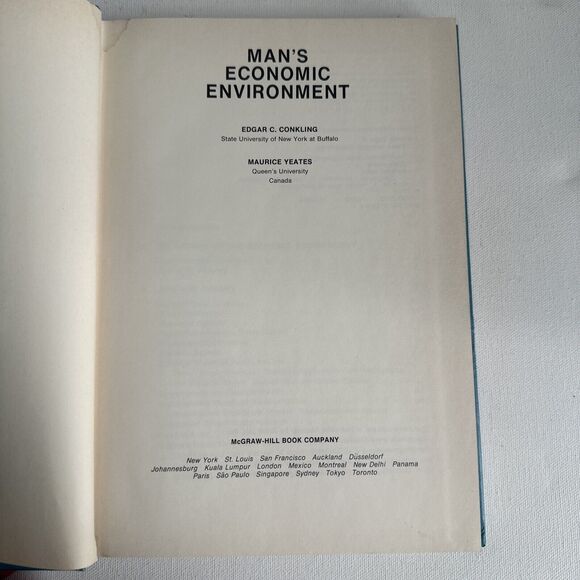 MAN'S
ECONOMIC
ENVIRONMENT
EDGAR C. CONKLING
State University of New York at Buffalo
MAURICE YEATES
Queen's University
Canada
McGRAW-HILL BOOK COMPANY
New York St. Louis San Francisco Auckland Düsseldorf
Johannesburg Kuala Lumpur London Mexico Montreal New Delhi Panama
Paris São Paulo Singapore Sydney Tokyo Toronto